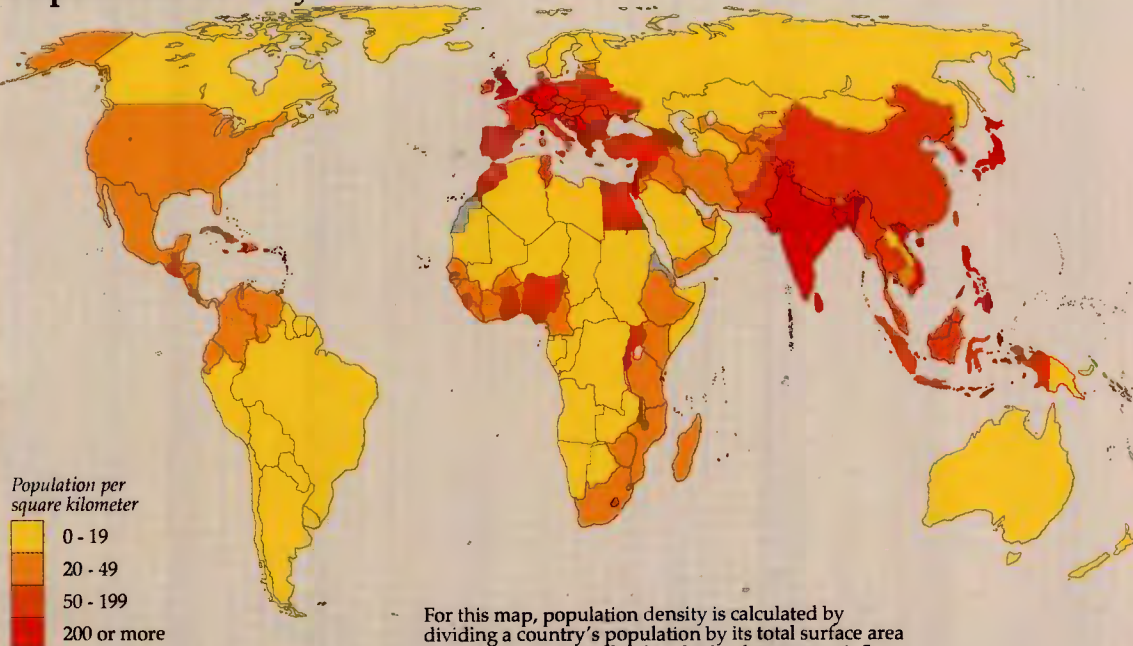 Population per
square kilometer
0 - 19
20 - 49
50 - 199
200 or more
For this map, population density is calculated by
dividing a country's population by its total surface area